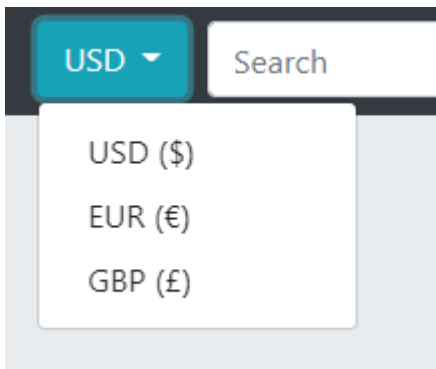 USD
Search
USD ($)
EUR (€)
GBP (£)